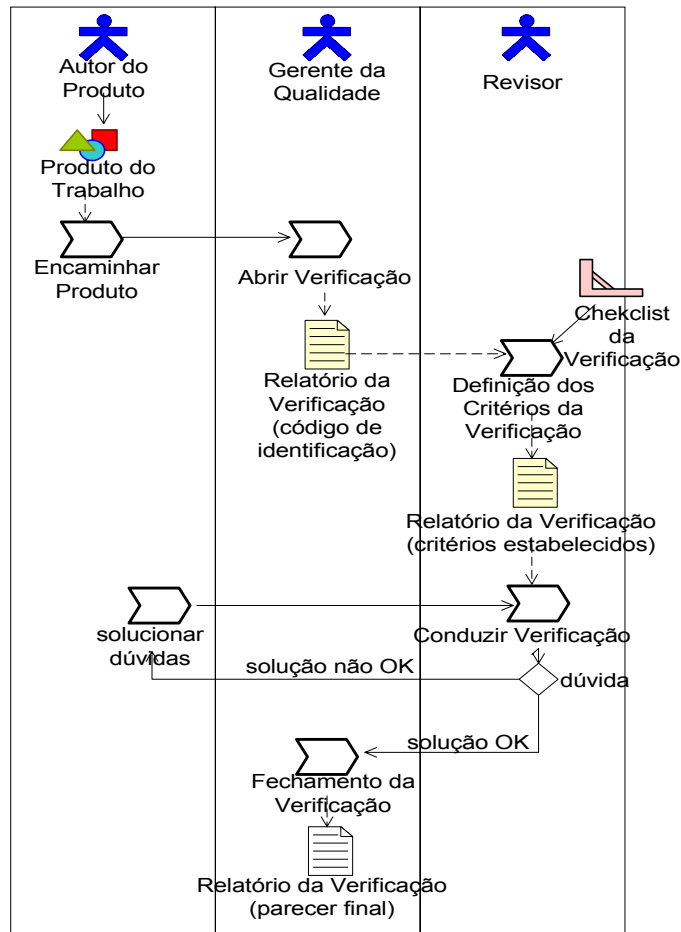 Autor do
Produto
Gerente da
Qualidade
Revisor
Produto do
Trabalho
Encaminhar
Produto
Abrir Verificação
Chekclist
da
Verificação
Relatório da
Verificação
(código de
identificação)
Definição dos
Critérios da
Verificação
Relatório da Verificação
(critérios estabelecidos)
solucionar
dúvidas
Conduzir Verificação
solução não OK
dúvida
solução OK
Fechamento da
Verificação
Relatório da Verificação
(parecer final)